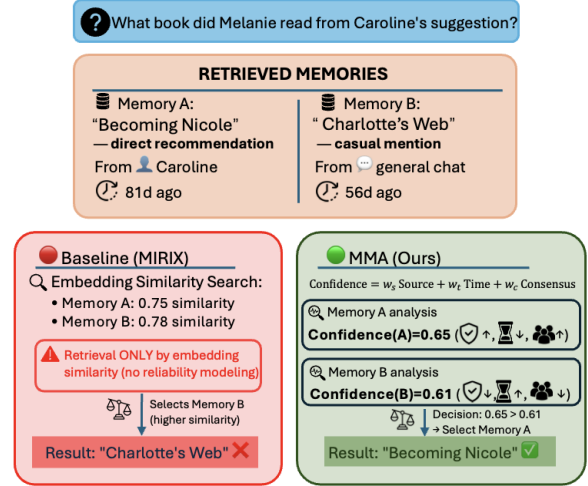 What book did Melanie read from Caroline's suggestion?
RETRIEVED MEMORIES
Memory A:
"Becoming Nicole"
— direct recommendation
From Caroline
81d ago
Memory B:
" Charlotte's Web"
— casual mention
From general chat
56d ago
Baseline (MIRIX)
Embedding Similarity Search:
• Memory A: 0.75 similarity
• Memory B: 0.78 similarity
Retrieval ONLY by embedding
similarity (no reliability modeling)
Selects Memory B
(higher similarity)
Result: "Charlotte's Web"
MMA (Ours)
Confidence = wₛ Source + wₜ Time + w꜀ Consensus
Memory A analysis
Confidence(A)=0.65 ( ↑, ↓, ↑)
Memory B analysis
Confidence(B)=0.61 ( ↓, ↑, ↓)
Decision: 0.65 > 0.61
→ Select Memory A
Result: "Becoming Nicole"